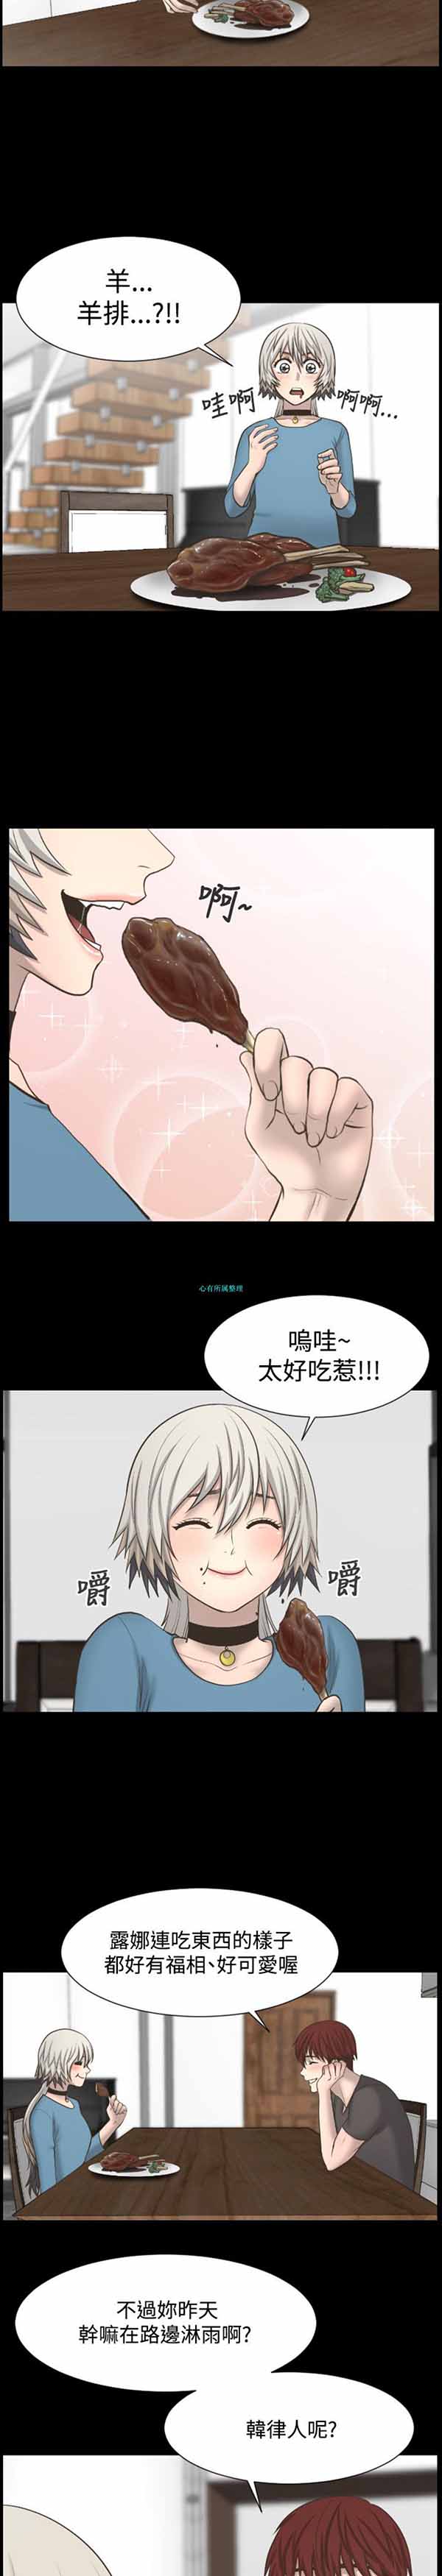 羊...
羊排...?!!
哇啊
啊啊...
啊~
心有所属整理
嗚哇~
太好吃惹!!!
嚼
嚼
露娜連吃東西的樣子
都好有福相、好可愛喔
不過妳昨天
幹嘛在路邊淋雨啊?
韓律人呢?